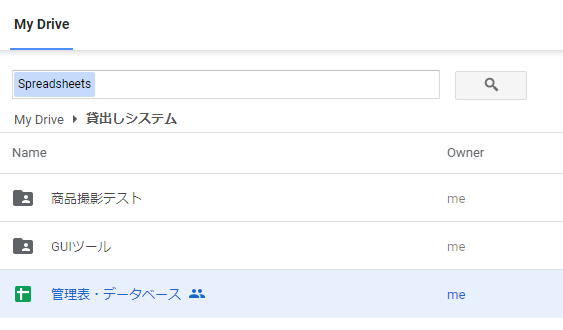 My Drive
Spreadsheets
My Drive 貸出しシステム
Name Owner
商品撮影テスト me
GUIツール me
管理表・データベース me